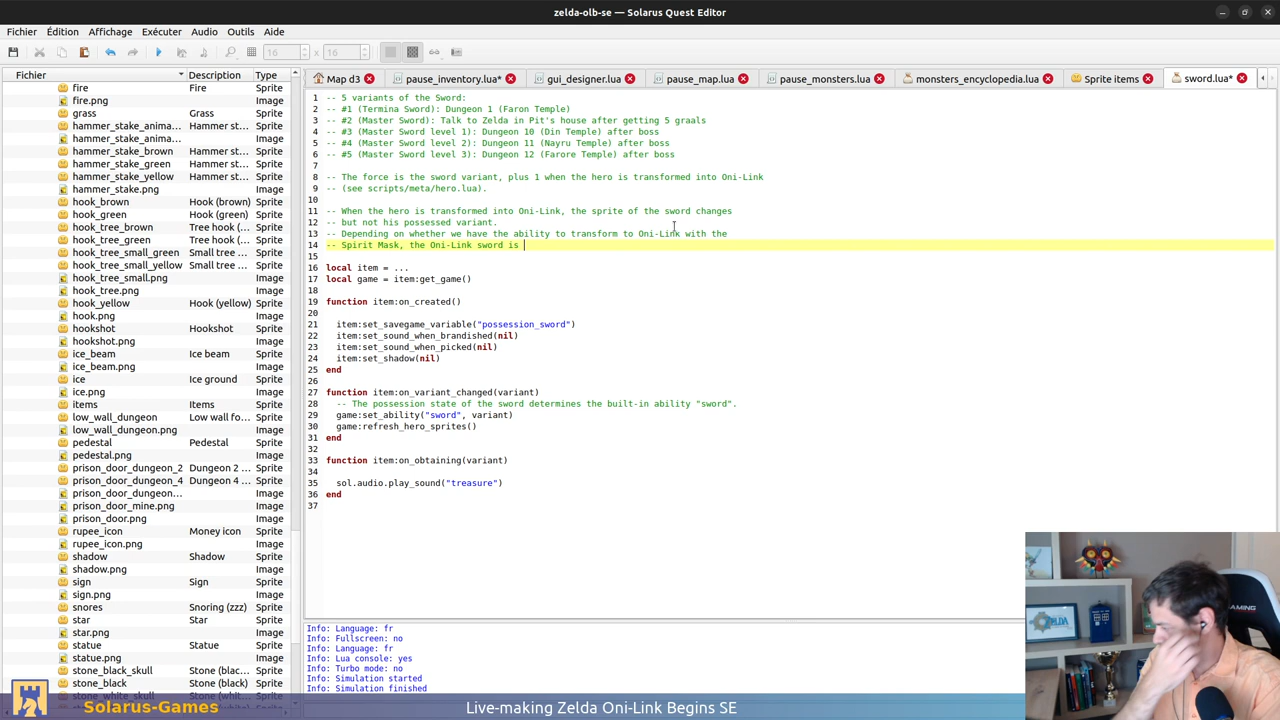 zelda-olb-se — Solarus Quest Editor
Fichier Édition Affichage Exécuter Audio Outils Aide
16 x 16
Fichier Description Type
Map d3 pause_inventory.lua* gui_designer.lua pause_map.lua pause_monsters.lua monsters_encyclopedia.lua Sprite items sword.lua*
fire Fire Sprite
fire.png Image
grass Grass Sprite
hammer_stake_anima... Hammer st... Sprite
hammer_stake_anima... Image
hammer_stake_brown Hammer st... Sprite
hammer_stake_green Hammer st... Sprite
hammer_stake_yellow Hammer st... Sprite
hammer_stake.png Image
hook_brown Hook (brown) Sprite
hook_green Hook (green) Sprite
hook_tree_brown Tree hook (... Sprite
hook_tree_green Tree hook (... Sprite
hook_tree_small_green Small tree ... Sprite
hook_tree_small_yellow Small tree ... Sprite
hook_tree_small.png Image
hook_tree.png Image
hook_yellow Hook (yellow) Sprite
hook.png Image
hookshot Hookshot Sprite
hookshot.png Image
ice_beam Ice beam Sprite
ice_beam.png Image
ice Ice ground Sprite
ice.png Image
items Items Sprite
low_wall_dungeon Low wall fo... Sprite
low_wall_dungeon.png Image
pedestal Pedestal Sprite
pedestal.png Image
prison_door_dungeon_2 Dungeon 2 ... Sprite
prison_door_dungeon_4 Dungeon 4 ... Sprite
prison_door_dungeon... Image
prison_door_mine.png Image
prison_door.png Image
rupee_icon Money icon Sprite
rupee_icon.png Image
shadow Shadow Sprite
shadow.png Image
sign Sign Sprite
sign.png Image
snores Snoring (zzz) Sprite
star Star Sprite
star.png Image
statue Statue Sprite
statue.png Image
stone_black_skull Stone (blac... Sprite
stone_black Stone (black) Sprite
stone_white_skull Stone (whit...
1 -- 5 variants of the Sword:
2 -- #1 (Termina Sword): Dungeon 1 (Faron Temple)
3 -- #2 (Master Sword): Talk to Zelda in Pit's house after getting 5 graals
4 -- #3 (Master Sword level 1): Dungeon 10 (Din Temple) after boss
5 -- #4 (Master Sword level 2): Dungeon 11 (Nayru Temple) after boss
6 -- #5 (Master Sword level 3): Dungeon 12 (Farore Temple) after boss
7
8 -- The force is the sword variant, plus 1 when the hero is transformed into Oni-Link
9 -- (see scripts/meta/hero.lua).
10
11 -- When the hero is transformed into Oni-Link, the sprite of the sword changes
12 -- but not his possessed variant.
13 -- Depending on whether we have the ability to transform to Oni-Link with the
14 -- Spirit Mask, the Oni-Link sword is
15
16 local item = ...
17 local game = item:get_game()
18
19 function item:on_created()
20
21 item:set_savegame_variable("possession_sword")
22 item:set_sound_when_brandished(nil)
23 item:set_sound_when_picked(nil)
24 item:set_shadow(nil)
25 end
26
27 function item:on_variant_changed(variant)
28 -- The possession state of the sword determines the built-in ability "sword".
29 game:set_ability("sword", variant)
30 game:refresh_hero_sprites()
31 end
32
33 function item:on_obtaining(variant)
34
35 sol.audio.play_sound("treasure")
36 end
37
Info: Language: fr
Info: Fullscreen: no
Info: Language: fr
Info: Lua console: yes
Info: Turbo mode: no
Info: Simulation started
Info: Simulation finished
Solarus-Games
Live-making Zelda Oni-Link Begins SE